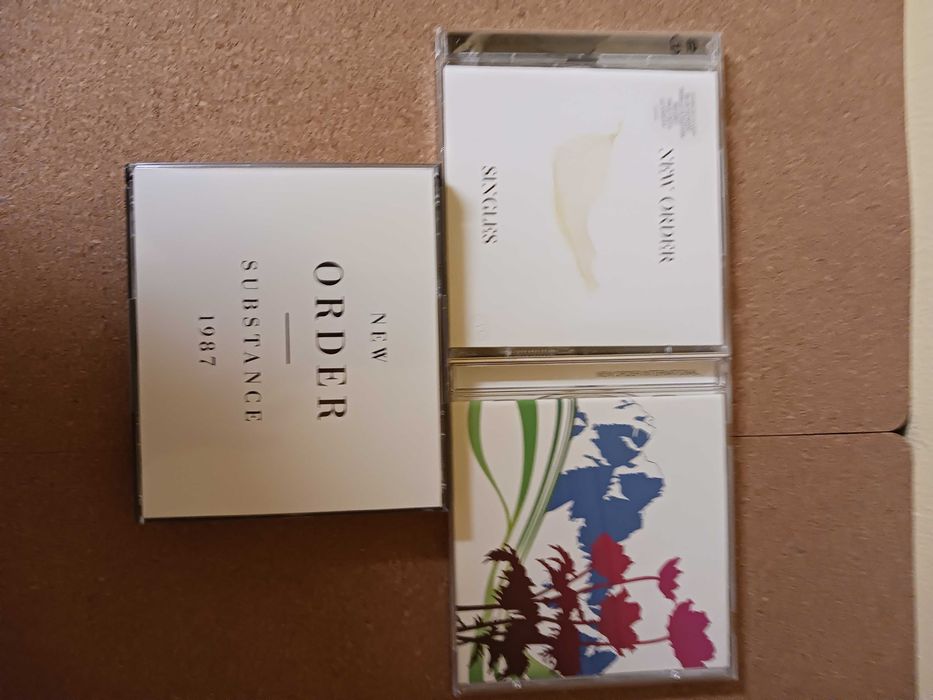 NEW ORDER
SINGLES
NEW ORDER INTERNATIONAL
NEW
ORDER
SUBSTANCE
1987